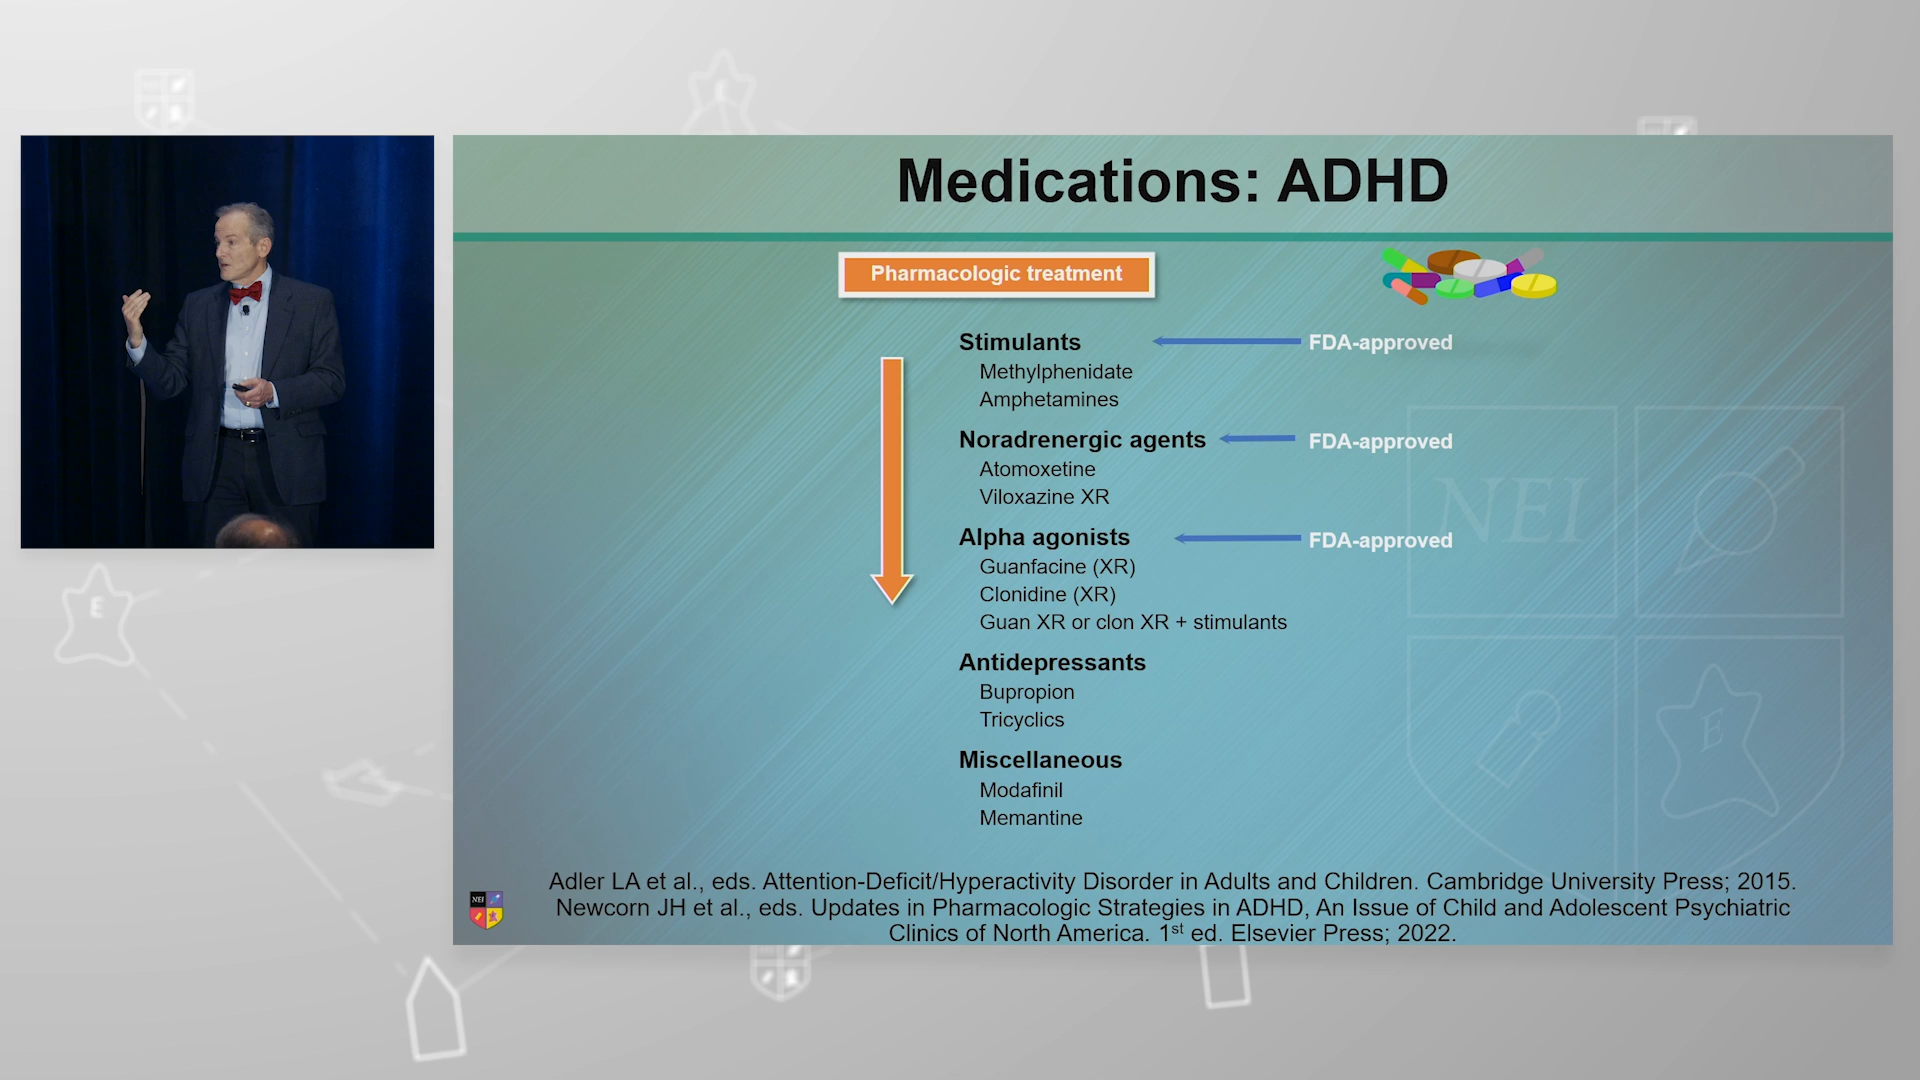 Medications: ADHD
Pharmacologic treatment
Stimulants
FDA-approved
Methylphenidate
Amphetamines
Noradrenergic agents
FDA-approved
Atomoxetine
Viloxazine XR
Alpha agonists
FDA-approved
Guanfacine (XR)
Clonidine (XR)
Guan XR or clon XR + stimulants
Antidepressants
Bupropion
Tricyclics
Miscellaneous
Modafinil
Memantine
Adler LA et al., eds. Attention-Deficit/Hyperactivity Disorder in Adults and Children. Cambridge University Press; 2015.
Newcorn JH et al., eds. Updates in Pharmacologic Strategies in ADHD, An Issue of Child and Adolescent Psychiatric
Clinics of North America. 1st ed. Elsevier Press; 2022.
NEI
E
NEI
E